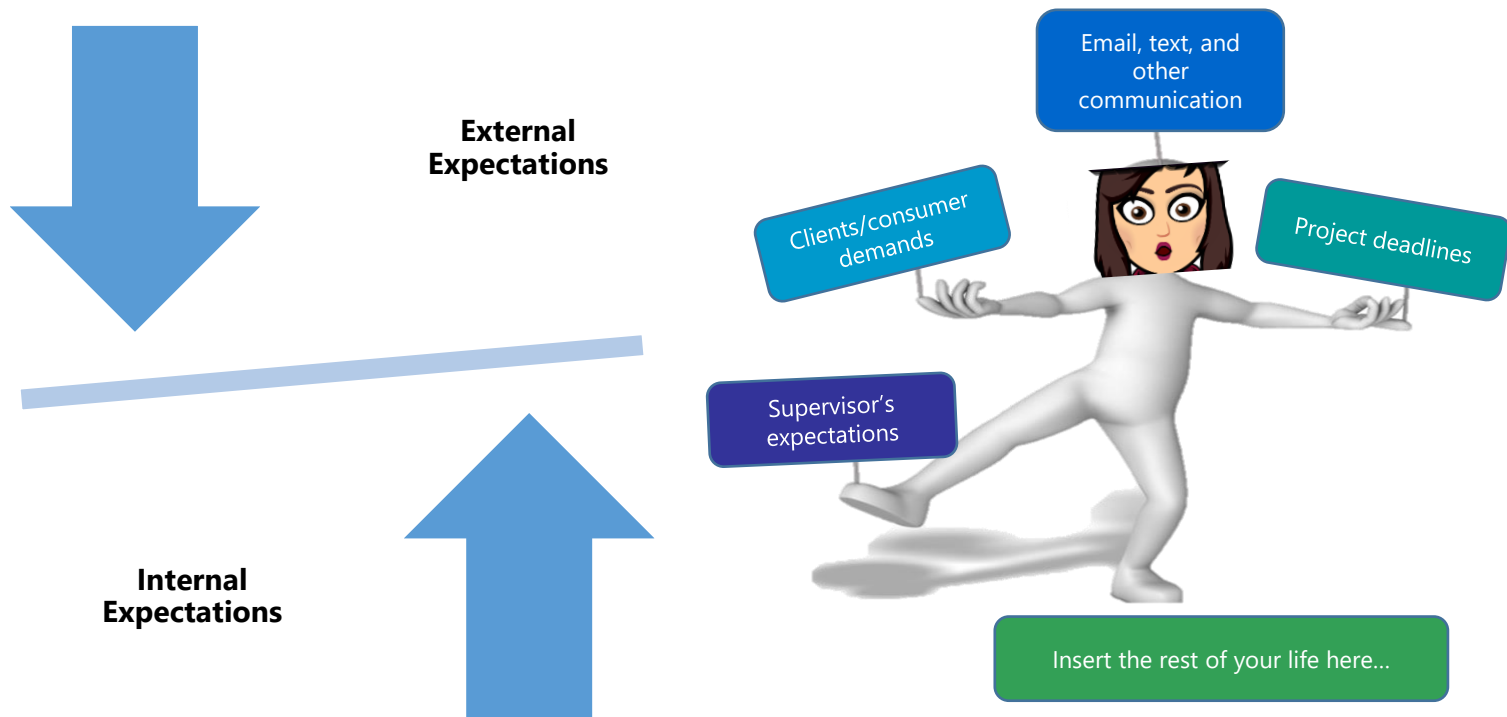 External
Expectations
Internal
Expectations
Email, text, and
other
communication
Clients/consumer
demands
Project deadlines
Supervisor’s
expectations
Insert the rest of your life here…